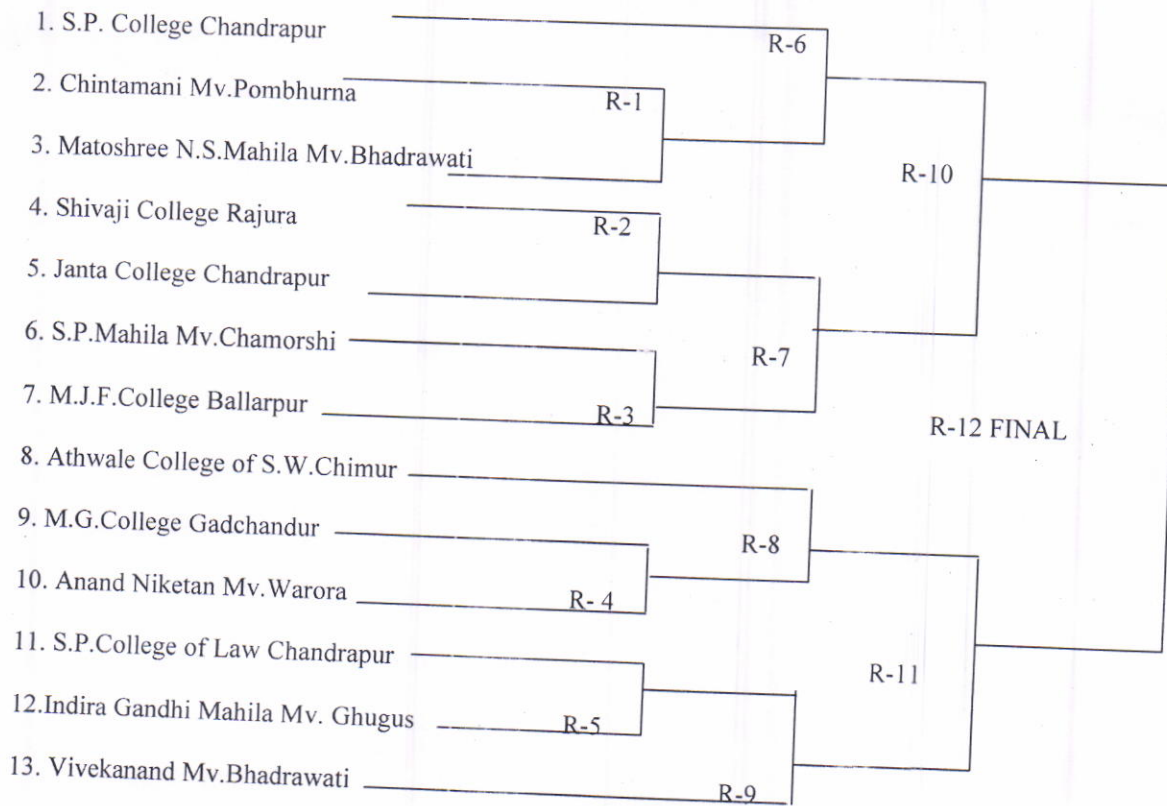 1. S.P. College Chandrapur
R-6
2. Chintamani Mv.Pombhurna
R-1
3. Matoshree N.S.Mahila Mv.Bhadrawati
R-10
4. Shivaji College Rajura
R-2
5. Janta College Chandrapur
6. S.P.Mahila Mv.Chamorshi
R-7
7. M.J.F.College Ballarpur
R-3
R-12 FINAL
8. Athwale College of S.W.Chimur
9. M.G.College Gadchandur
R-8
10. Anand Niketan Mv.Warora
R- 4
11. S.P.College of Law Chandrapur
R-11
12.Indira Gandhi Mahila Mv. Ghugus
R-5
13. Vivekanand Mv.Bhadrawati
R-9